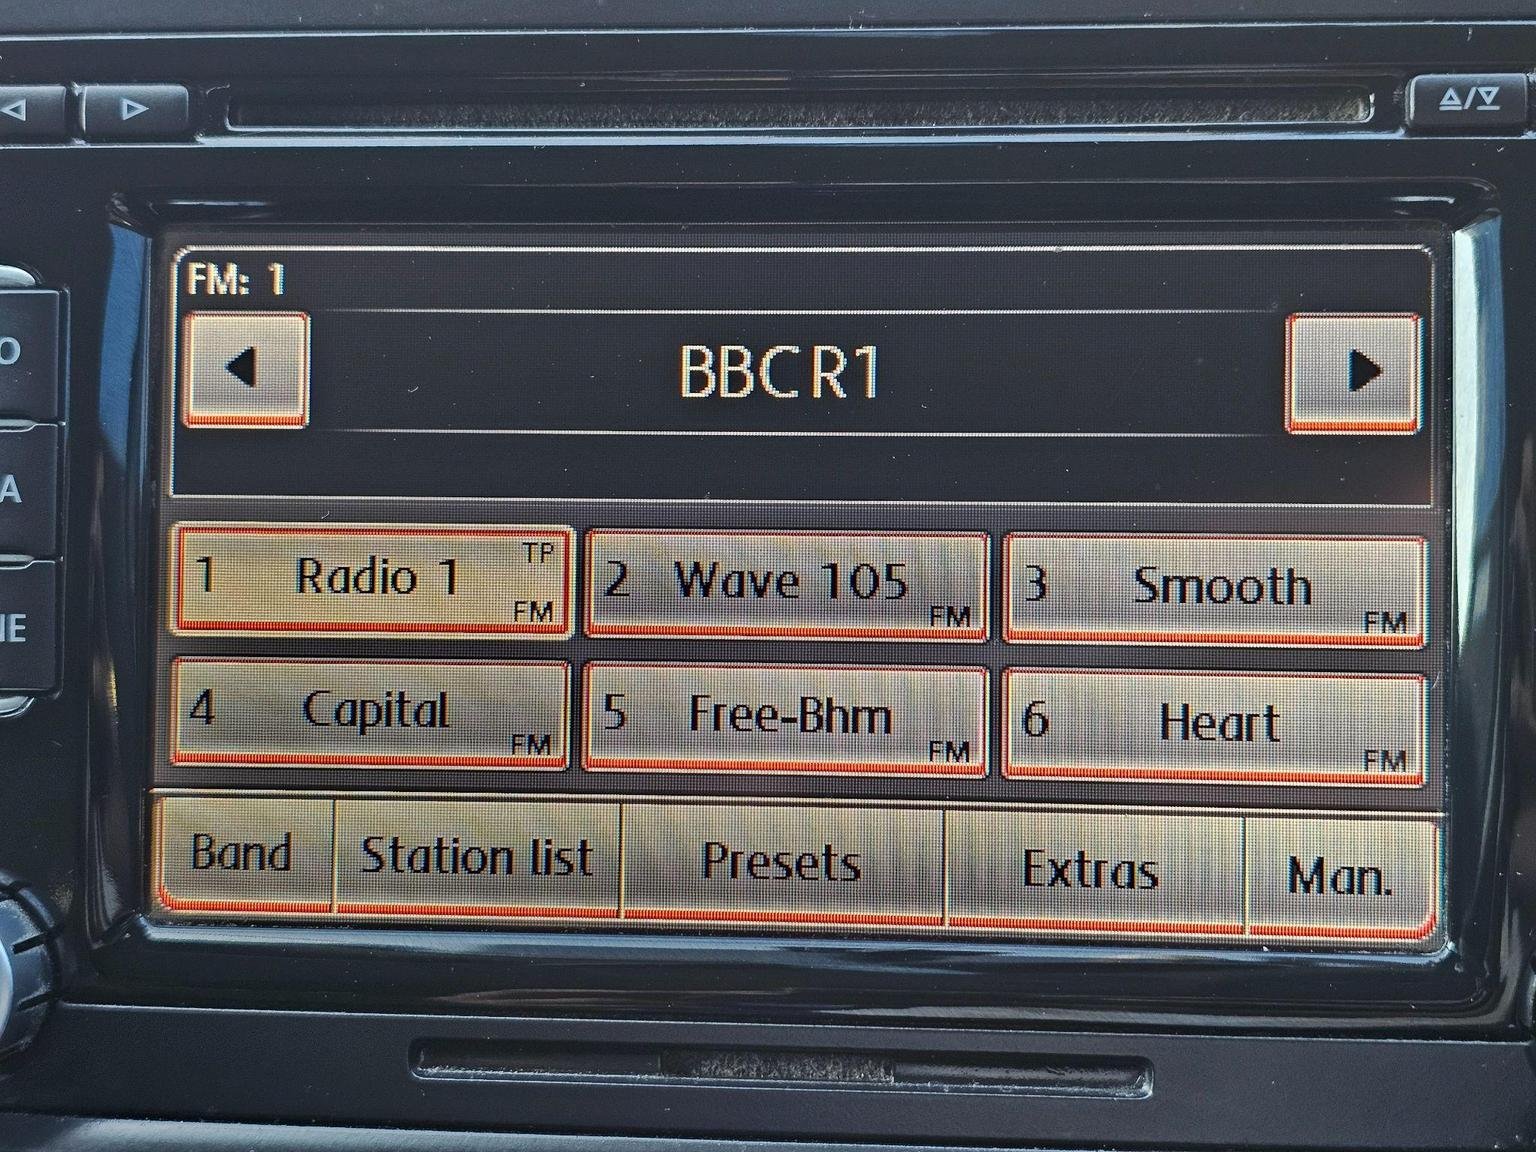 FM: 1
BBC R1
1 Radio 1 TP FM
2 Wave 105 FM
3 Smooth FM
4 Capital FM
5 Free-Bhm FM
6 Heart FM
Band Station list Presets Extras Man.